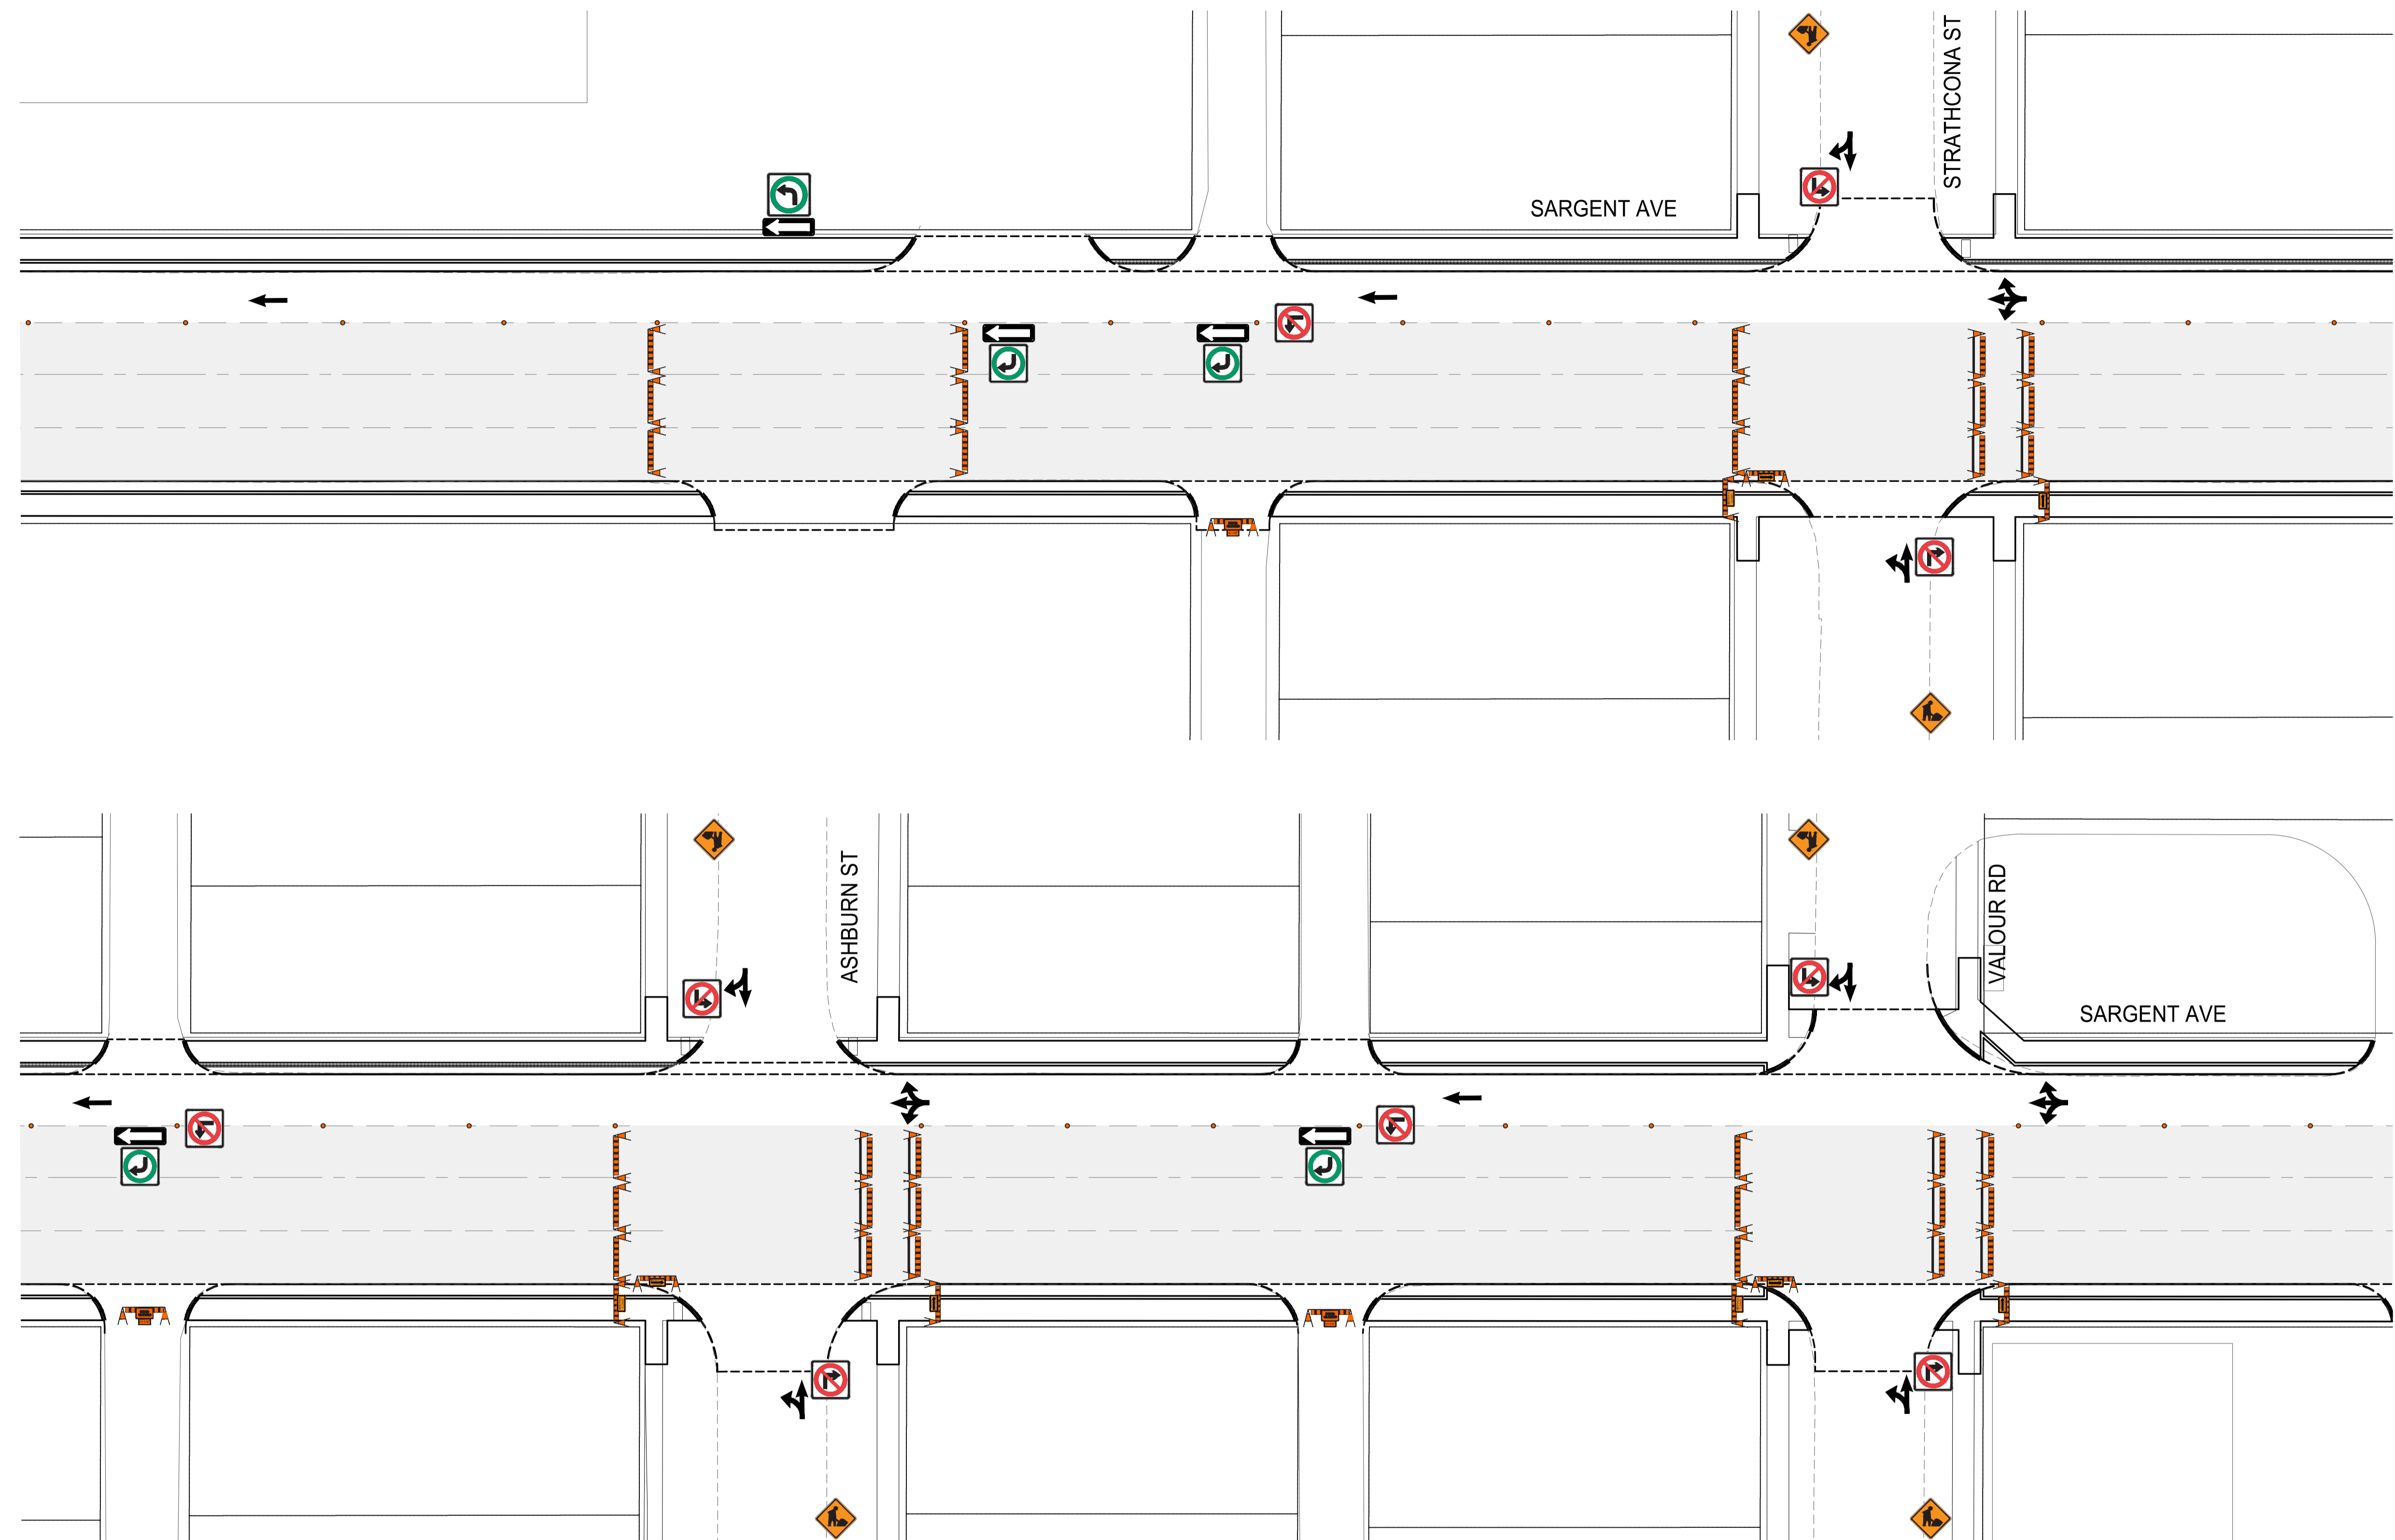 STRATHCONA ST
SARGENT AVE
ASHBURN ST
VALOUR RD
SARGENT AVE